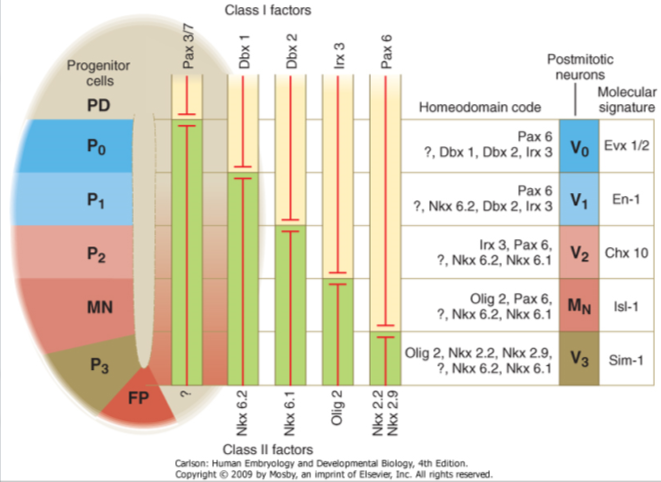 Class I factors
Pax 3/7
Dbx 1
Dbx 2
Irx 3
Pax 6
Progenitor
cells
Homeodomain code
Postmitotic
neurons
Molecular
signature
PD
P0
Pax 6
?, Dbx 1, Dbx 2, Irx 3
V0
Evx 1/2
P1
Pax 6
?, Nkx 6.2, Dbx 2, Irx 3
V1
En-1
P2
Irx 3, Pax 6,
?, Nkx 6.2, Nkx 6.1
V2
Chx 10
MN
Olig 2, Pax 6,
?, Nkx 6.2, Nkx 6.1
MN
Isl-1
P3
Olig 2, Nkx 2.2, Nkx 2.9,
?, Nkx 6.2, Nkx 6.1
V3
Sim-1
FP
?
Nkx 6.2
Nkx 6.1
Olig 2
Nkx 2.2
Nkx 2.9
Class II factors
Carlson: Human Embryology and Developmental Biology, 4th Edition.
Copyright © 2009 by Mosby, an imprint of Elsevier, Inc. All rights reserved.